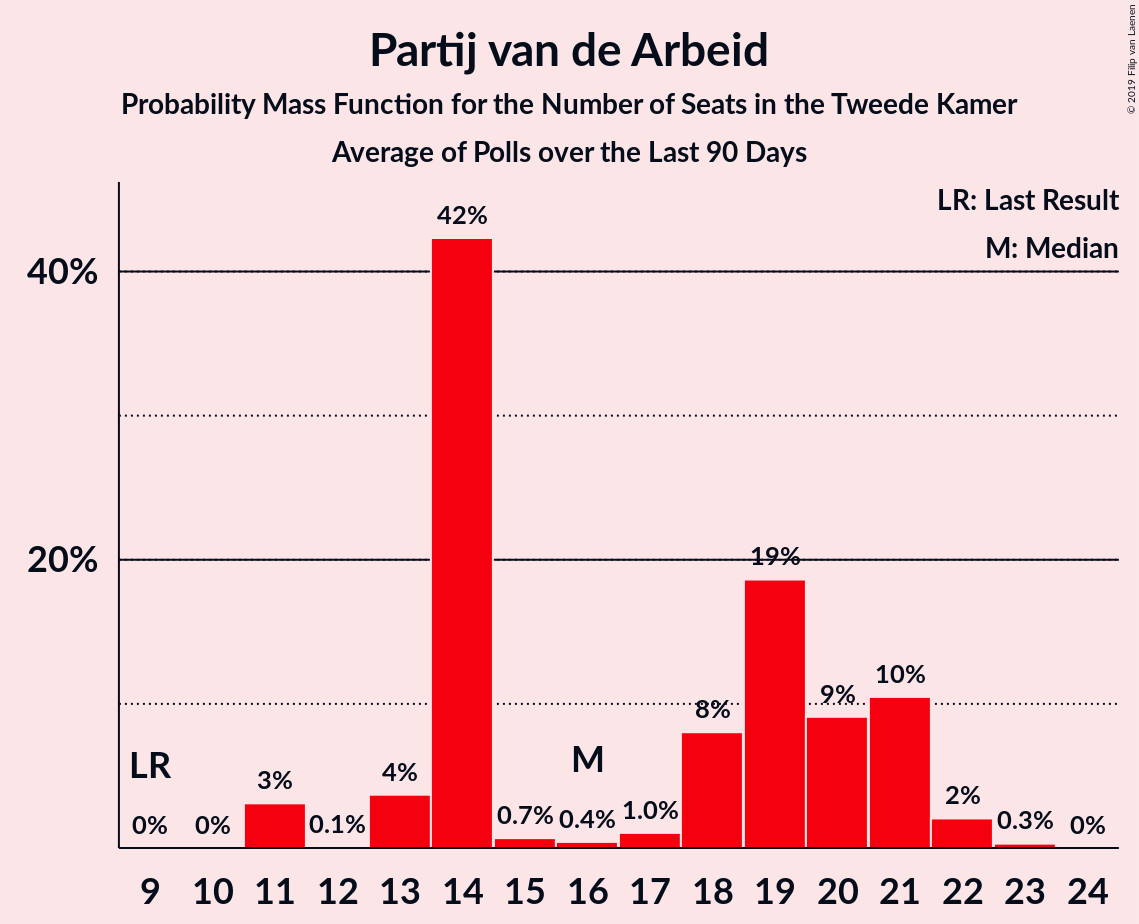 Partij van de Arbeid
Probability Mass Function for the Number of Seats in the Tweede Kamer
Average of Polls over the Last 90 Days
© 2019 Filip van Laenen
LR: Last Result
M: Median
40%
20%
LR
M
0% 0% 3% 0.1% 4% 42% 0.7% 0.4% 1.0% 8% 19% 9% 10% 2% 0.3% 0%
9 10 11 12 13 14 15 16 17 18 19 20 21 22 23 24